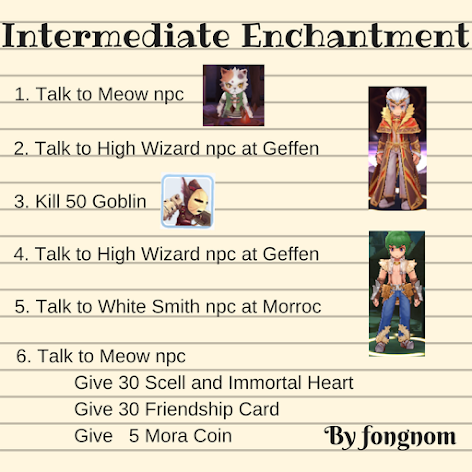 Intermediate Enchantment
1. Talk to Meow npc
2. Talk to High Wizard npc at Geffen
3. Kill 50 Goblin
4. Talk to High Wizard npc at Geffen
5. Talk to White Smith npc at Morroc
6. Talk to Meow npc
Give 30 Scell and Immortal Heart
Give 30 Friendship Card
Give 5 Mora Coin
By fongnom